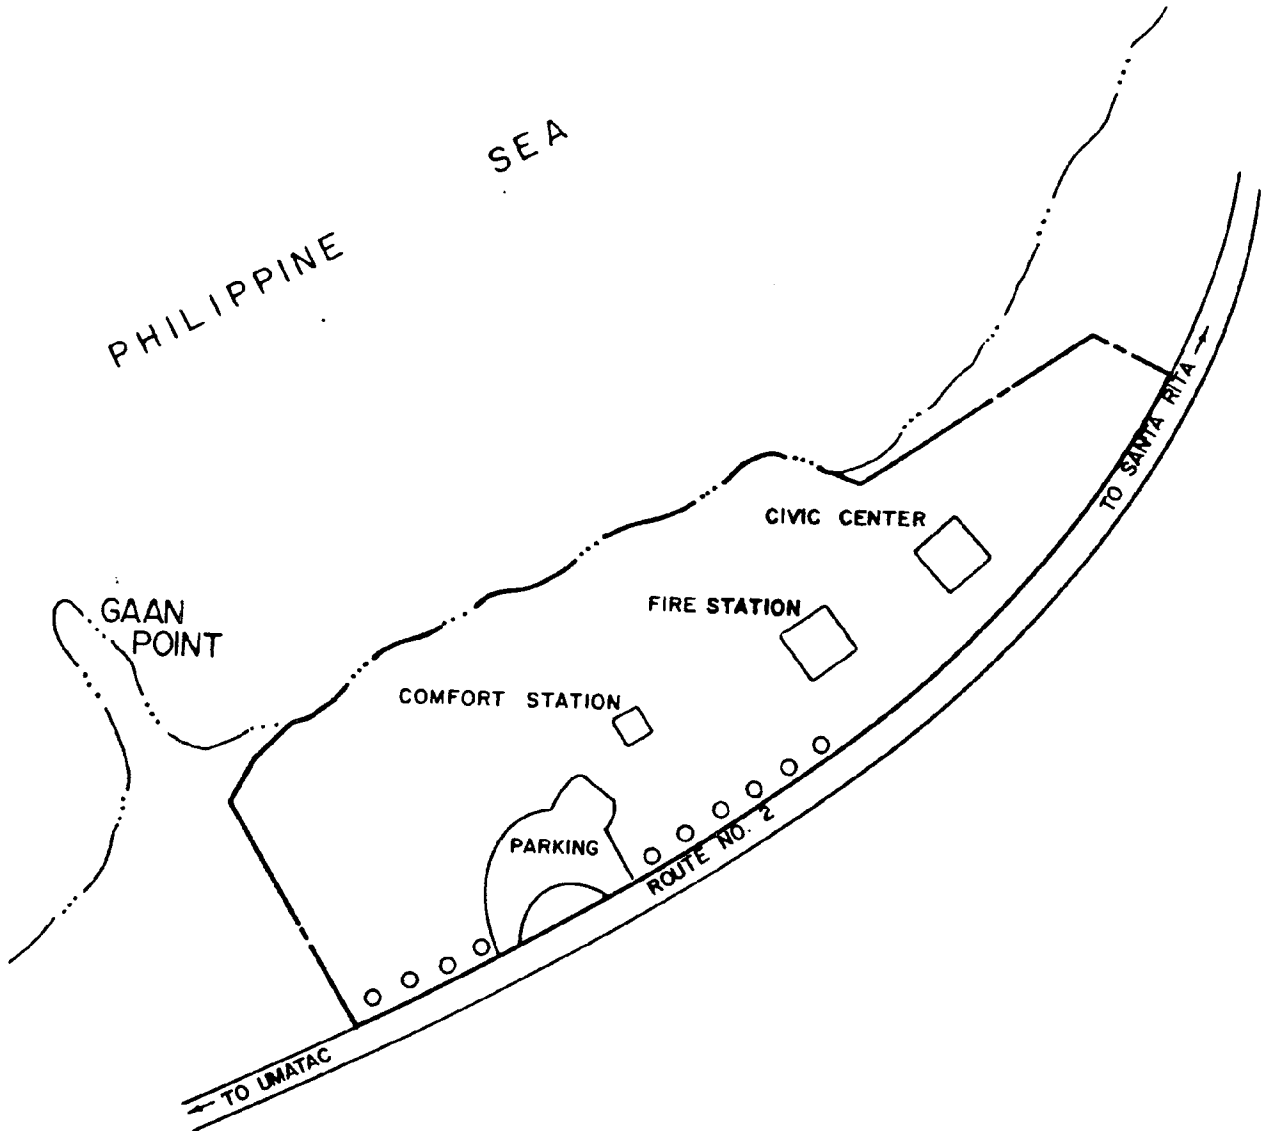 PHILIPPINE SEA
CIVIC CENTER
TO SANTA RITA
FIRE STATION
GAAN
POINT
COMFORT STATION
PARKING
ROUTE NO. 2
TO UMATAC